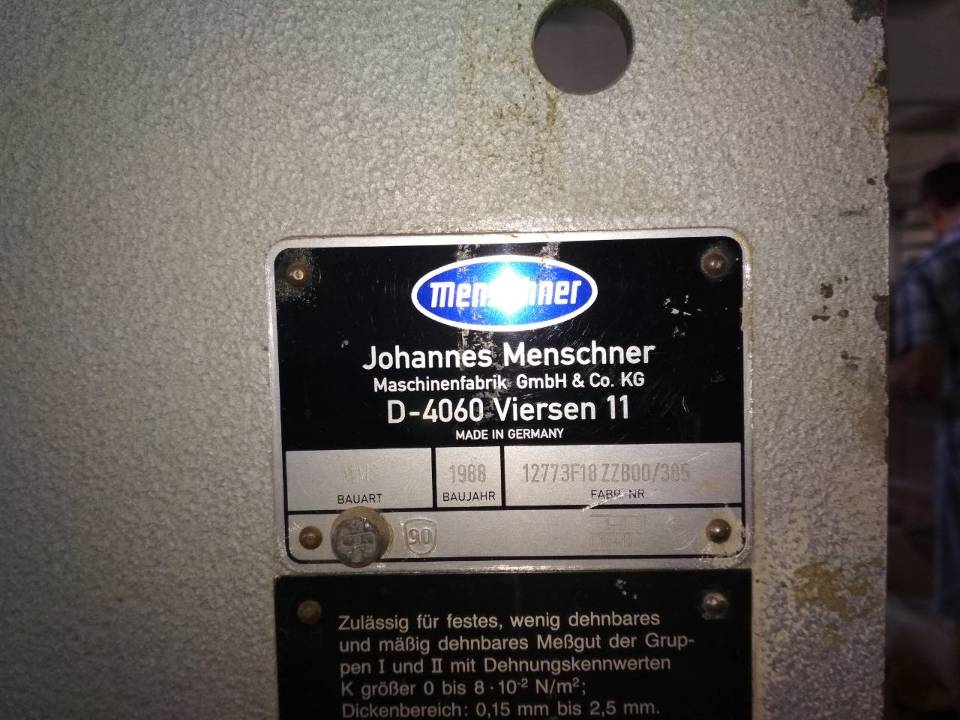 menschner
Johannes Menschner
Maschinenfabrik GmbH & Co. KG
D-4060 Viersen 11
MADE IN GERMANY
1988 12773F18 ZZB00/385
BAUART BAUJAHR FABR. NR
90
Zulässig für festes, wenig dehnbares
und mäßig dehnbares Meßgut der Grup-
pen I und II mit Dehnungskennwerten
K größer 0 bis 8·10⁻² N/m²;
Dickenbereich: 0,15 mm bis 2,5 mm.